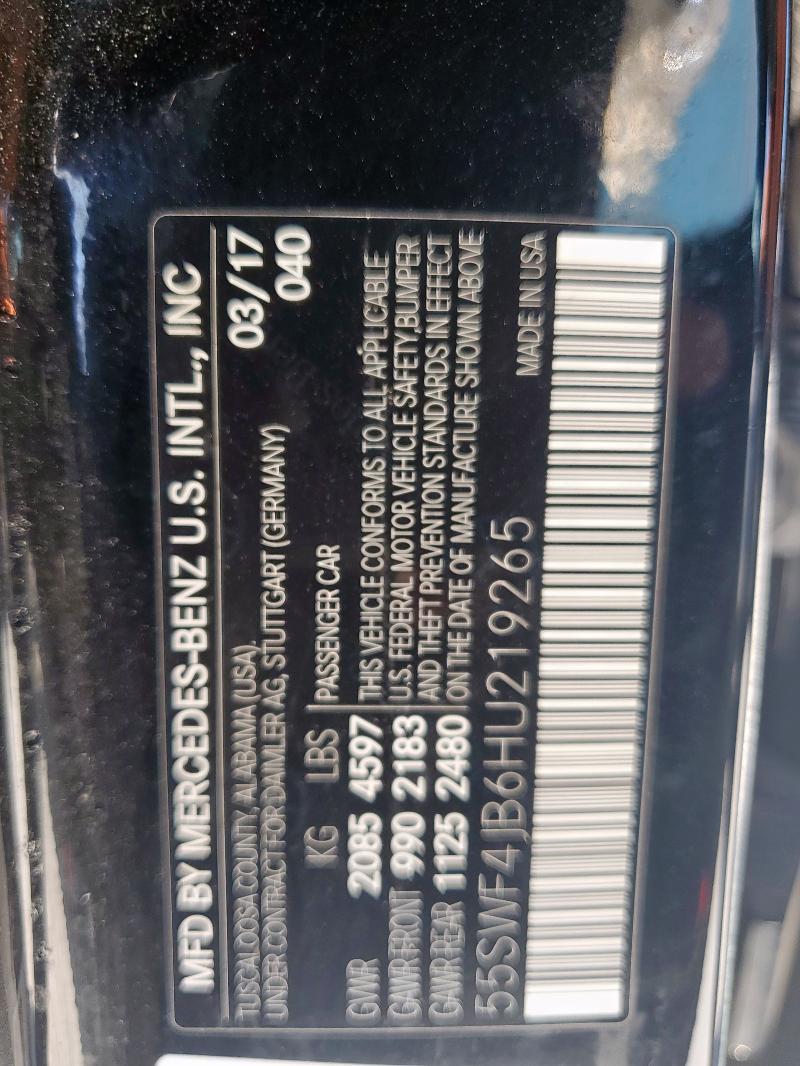 MFD BY MERCEDES-BENZ U.S. INTL., INC
TUSCALOOSA COUNTY, ALABAMA (USA), 03/17
UNDER CONTRACT FOR DAIMLER AG, STUTTGART (GERMANY) 040
KG LBS PASSENGER CAR
GVWR 2085 4597 THIS VEHICLE CONFORMS TO ALL APPLICABLE
GAWR FRONT 990 2183 U.S. FEDERAL MOTOR VEHICLE SAFETY, BUMPER
GAWR REAR 1125 2480 AND THEFT PREVENTION STANDARDS IN EFFECT
ON THE DATE OF MANUFACTURE SHOWN ABOVE
55SWF4JB6HU219265 MADE IN USA